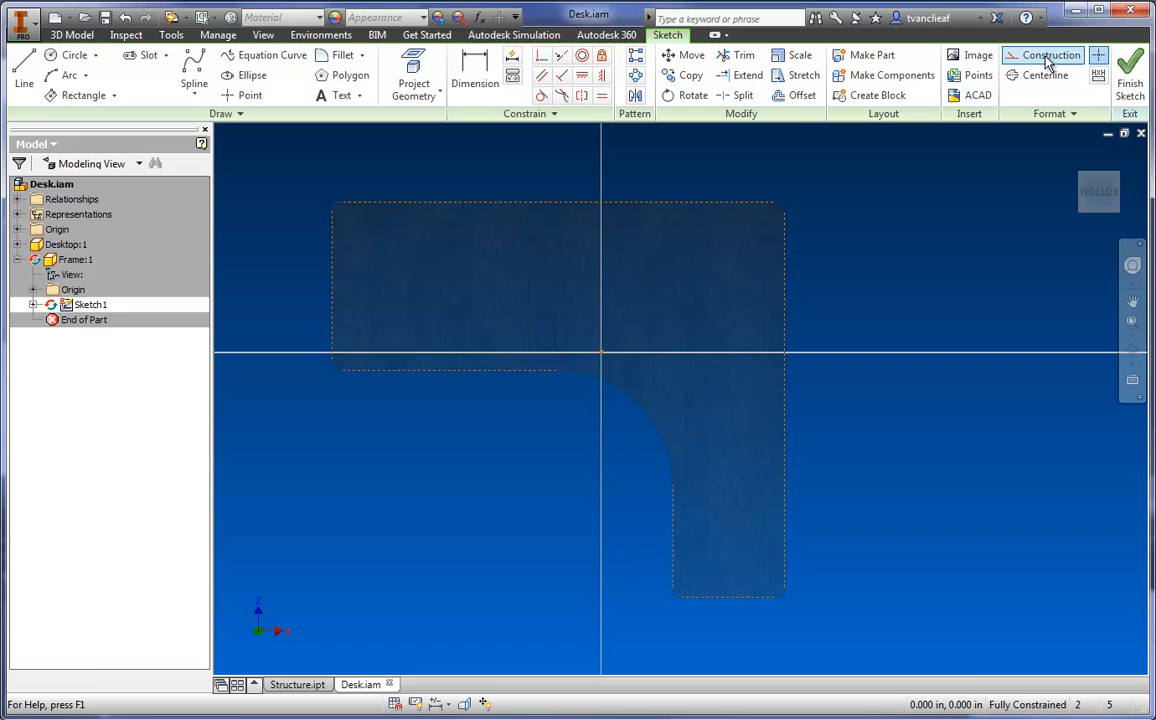 PRO
Material
Appearance
Desk.iam
Type a keyword or phrase
tvanclieaf
3D Model
Inspect
Tools
Manage
View
Environments
BIM
Get Started
Autodesk Simulation
Autodesk 360
Sketch
Line
Circle
Arc
Rectangle
Slot
Spline
Equation Curve
Ellipse
Point
Fillet
Polygon
Text
Project
Geometry
Dimension
Move
Copy
Rotate
Trim
Extend
Split
Scale
Stretch
Offset
Make Part
Make Components
Create Block
Image
Points
ACAD
Construction
Centerline
Finish
Sketch
Draw
Constrain
Pattern
Modify
Layout
Insert
Format
Exit
Model
Modeling View
Desk.iam
Relationships
Representations
Origin
Desktop:1
Frame:1
View:
Origin
Sketch1
End of Part
BOTTOM
Z
X
Structure.ipt
Desk.iam
For Help, press F1
0.000 in, 0.000 in
Fully Constrained
2
5